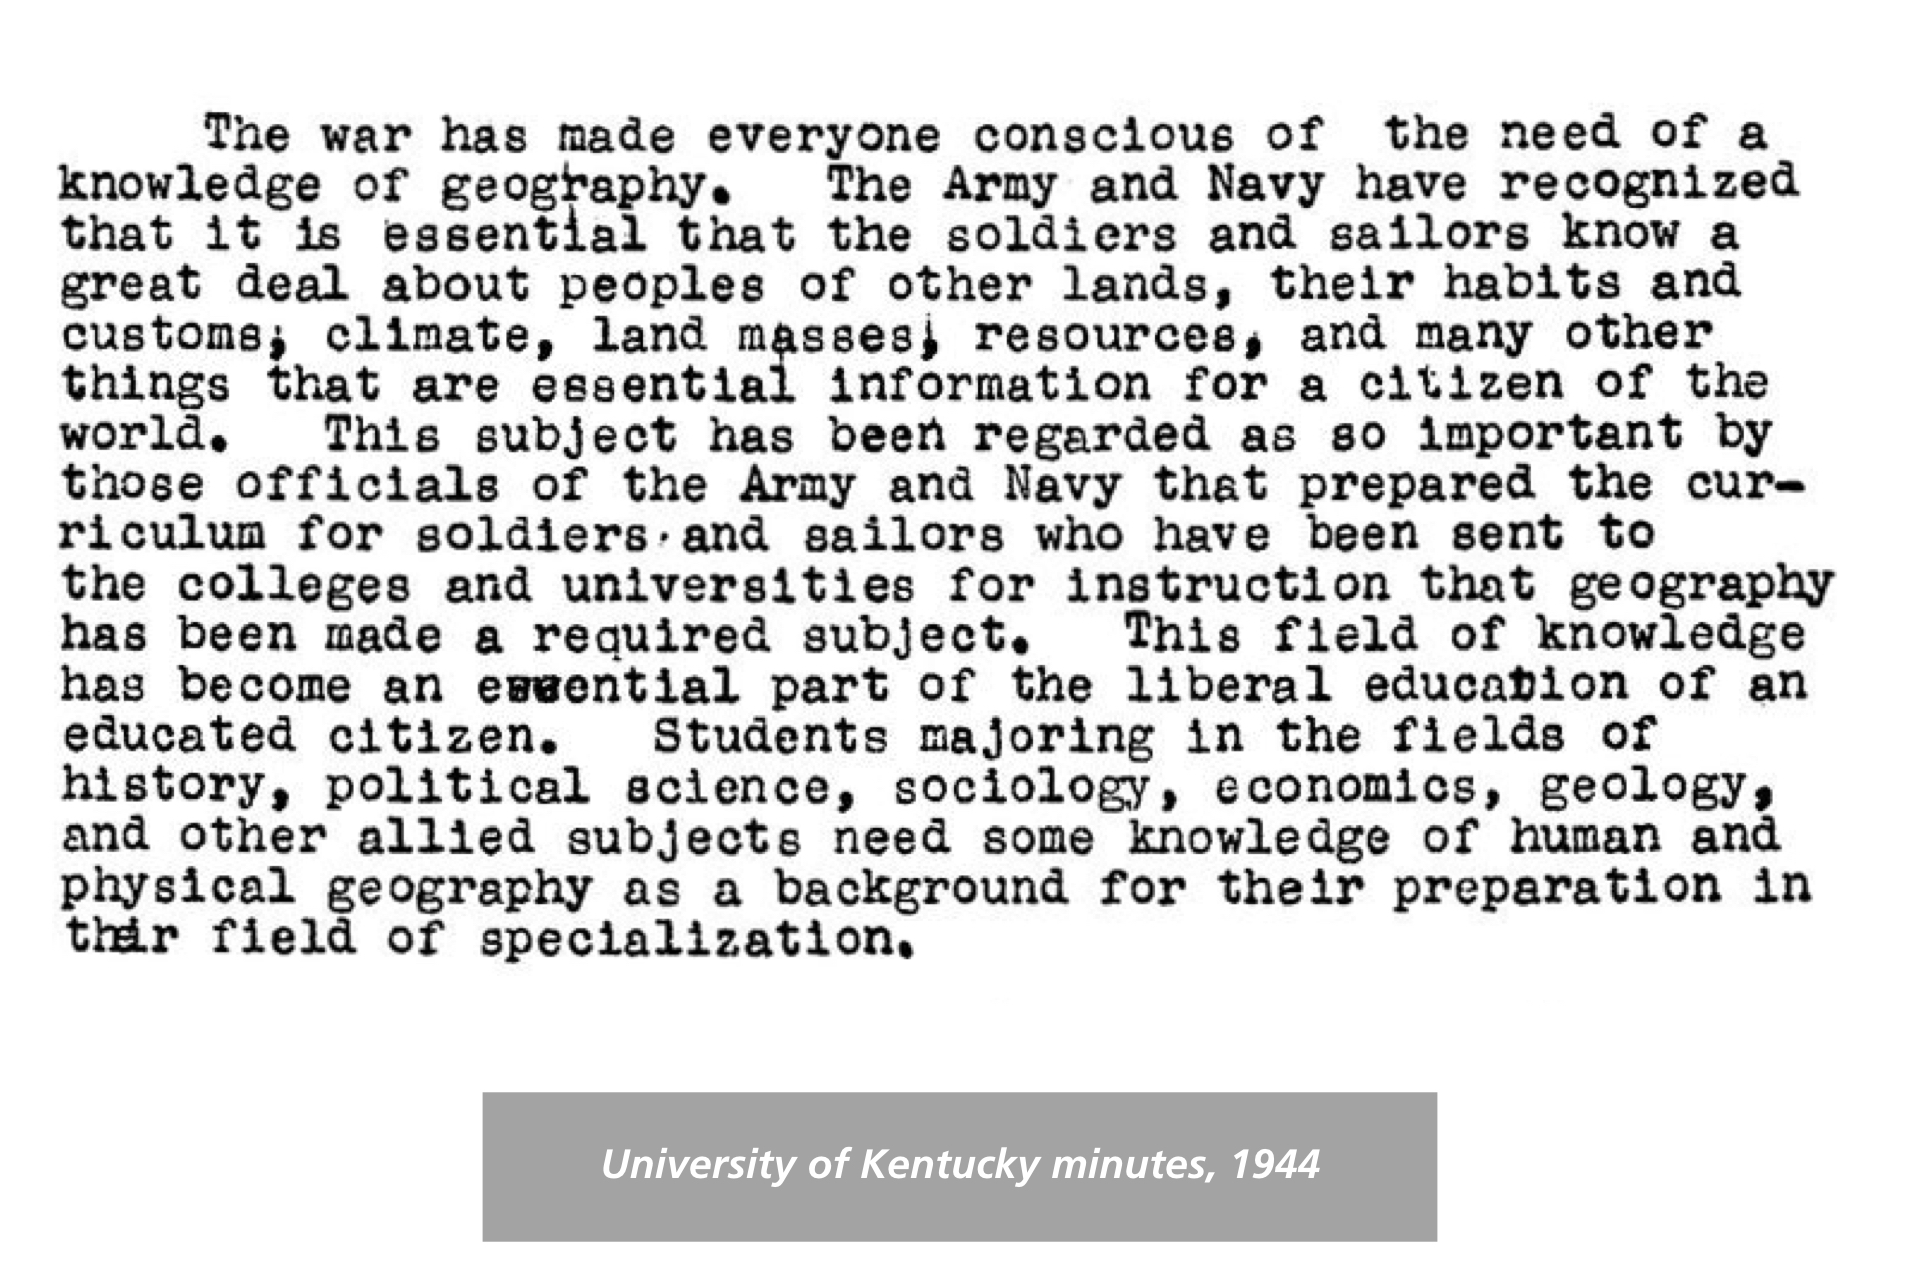 The war has made everyone conscious of the need of a
knowledge of geography. The Army and Navy have recognized
that it is essential that the soldiers and sailors know a
great deal about peoples of other lands, their habits and
customs; climate, land masses, resources, and many other
things that are essential information for a citizen of the
world. This subject has been regarded as so important by
those officials of the Army and Navy that prepared the cur-
riculum for soldiers and sailors who have been sent to
the colleges and universities for instruction that geography
has been made a required subject. This field of knowledge
has become an essential part of the liberal education of an
educated citizen. Students majoring in the fields of
history, political science, sociology, economics, geology,
and other allied subjects need some knowledge of human and
physical geography as a background for their preparation in
their field of specialization.
University of Kentucky minutes, 1944